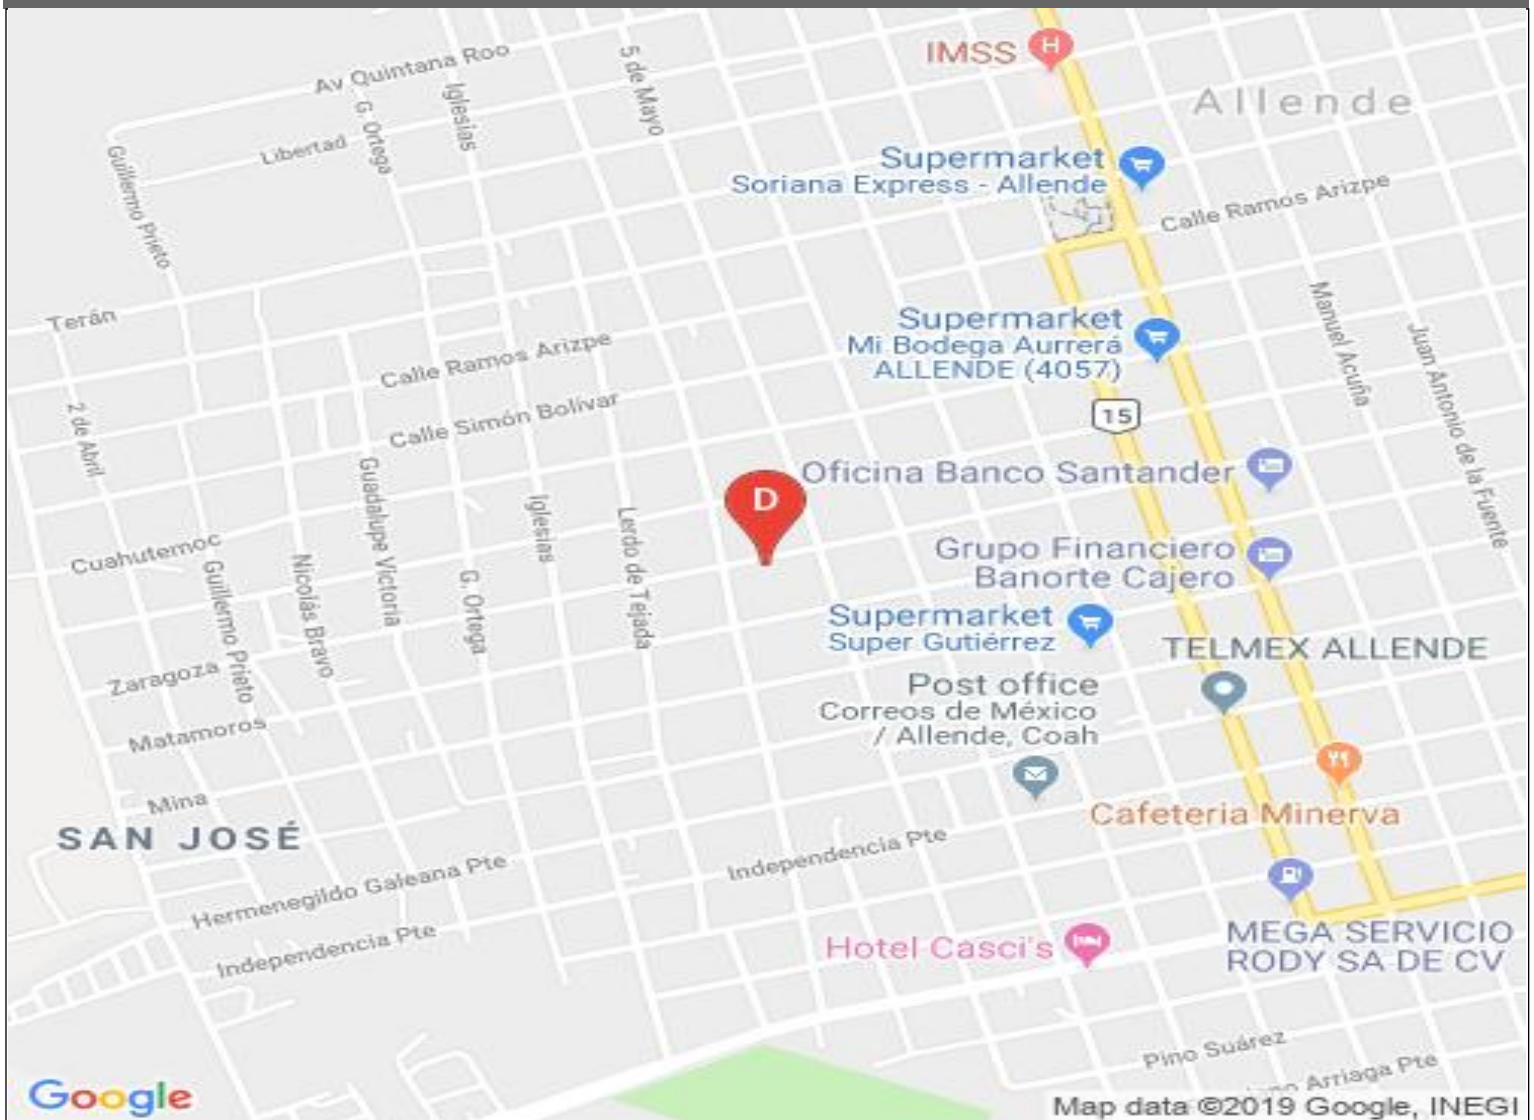 Av Quintana Roo
5 de Mayo
IMSS
H
Allende
Iglesias
G. Ortega
Libertad
Guillermo Prieto
Supermarket
Soriana Express - Allende
Calle Ramos Arizpe
Terán
Manuel Acuña
Juan Antonio de la Fuente
Supermarket
Mi Bodega Aurrerá
ALLENDE (4057)
Calle Ramos Arizpe
Calle Simón Bolívar
2 de Abril
15
Guadalupe Victoria
Oficina Banco Santander
D
Iglesias
Lerdo de Tejada
Cuahutemoc
Grupo Financiero
Banorte Cajero
Guillermo Prieto
Nicolás Bravo
G. Ortega
Supermarket
Super Gutiérrez
TELMEX ALLENDE
Zaragoza
Post office
Correos de México
/ Allende, Coah
Matamoros
Mina
SAN JOSÉ
Cafeteria Minerva
Independencia Pte
Hermenegildo Galeana Pte
Independencia Pte
Hotel Casci's
MEGA SERVICIO
RODY SA DE CV
Pino Suárez
Arriaga Pte
Google
Map data ©2019 Google, INEGI